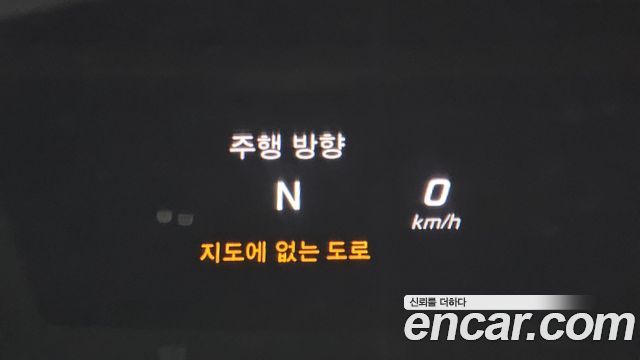 주행 방향
N
0
km/h
지도에 없는 도로
신뢰를 더하다
encar.com